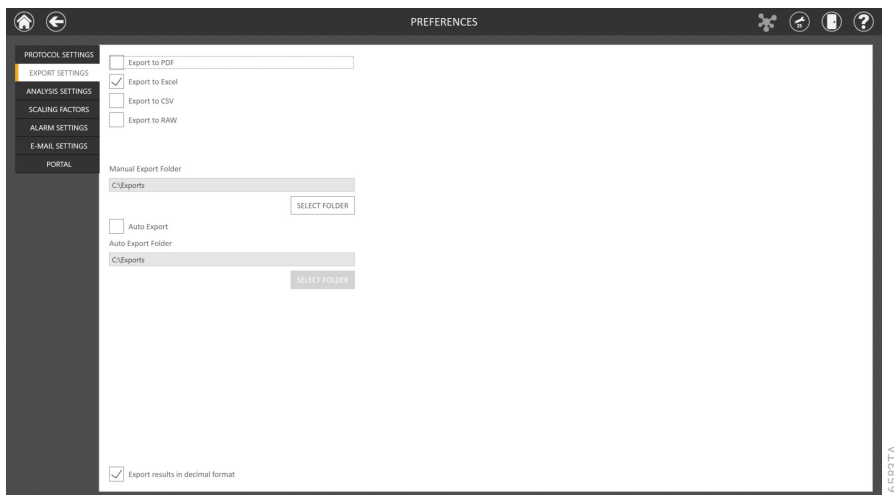 PREFERENCES
25
?
PROTOCOL SETTINGS
EXPORT SETTINGS
ANALYSIS SETTINGS
SCALING FACTORS
ALARM SETTINGS
E-MAIL SETTINGS
PORTAL
Export to PDF
Export to Excel
Export to CSV
Export to RAW
Manual Export Folder
C:\Exports
SELECT FOLDER
Auto Export
Auto Export Folder
C:\Exports
SELECT FOLDER
Export results in decimal format
6583TA